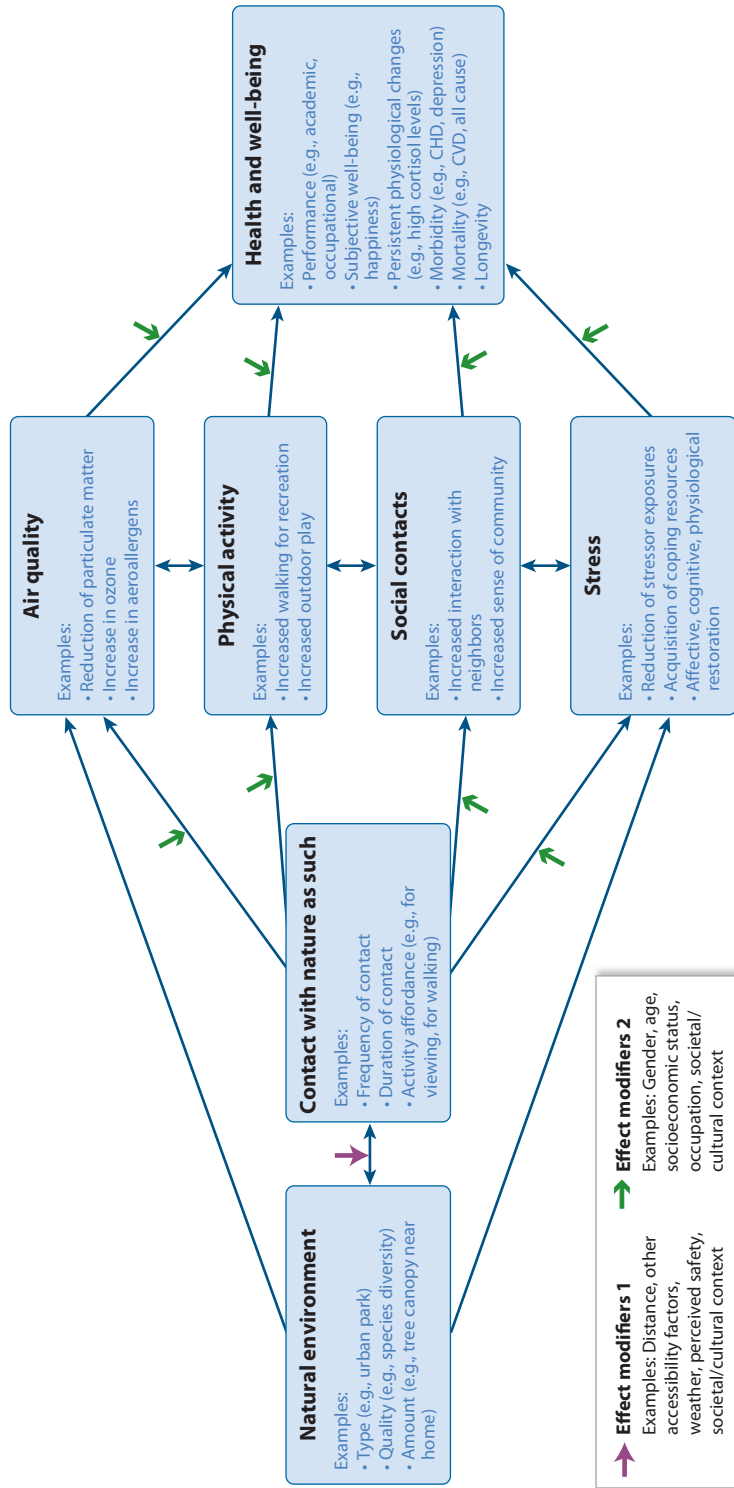 Natural environment
Examples:
• Type (e.g., urban park)
• Quality (e.g., species diversity)
• Amount (e.g., tree canopy near
home)
Contact with nature as such
Examples:
• Frequency of contact
• Duration of contact
• Activity affordance (e.g., for
viewing, for walking)
Air quality
Examples:
• Reduction of particulate matter
• Increase in ozone
• Increase in aeroallergens
Physical activity
Examples:
• Increased walking for recreation
• Increased outdoor play
Social contacts
Examples:
• Increased interaction with
neighbors
• Increased sense of community
Stress
Examples:
• Reduction of stressor exposures
• Acquisition of coping resources
• Affective, cognitive, physiological
restoration
Health and well-being
Examples:
• Performance (e.g., academic,
occupational)
• Subjective well-being (e.g.,
happiness)
• Persistent physiological changes
(e.g., high cortisol levels)
• Morbidity (e.g., CHD, depression)
• Mortality (e.g., CVD, all cause)
• Longevity
Effect modifiers 1
Examples: Distance, other
accessibility factors,
weather, perceived safety,
societal/cultural context
Effect modifiers 2
Examples: Gender, age,
socioeconomic status,
occupation, societal/
cultural context